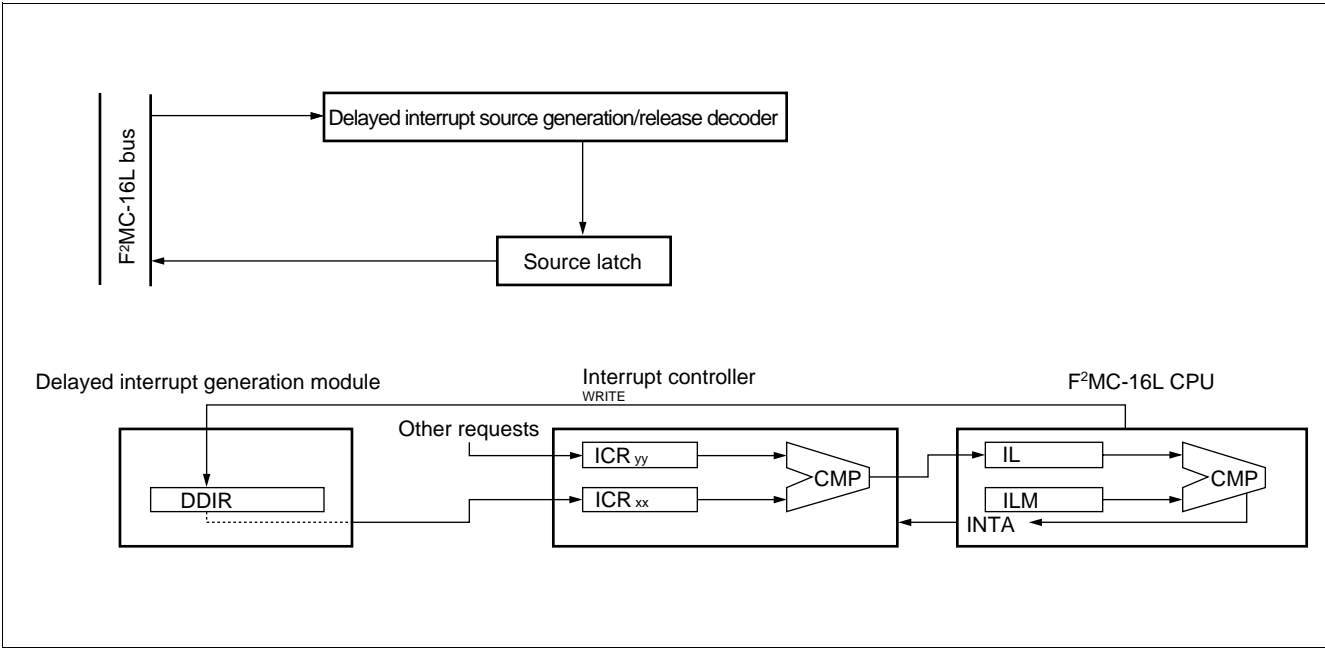 Delayed interrupt source generation/release decoder
F²MC-16L bus
Source latch
Delayed interrupt generation module
Interrupt controller
F²MC-16L CPU
WRITE
Other requests
ICR yy
CMP
IL
CMP
DDIR
ICR xx
ILM
INTA